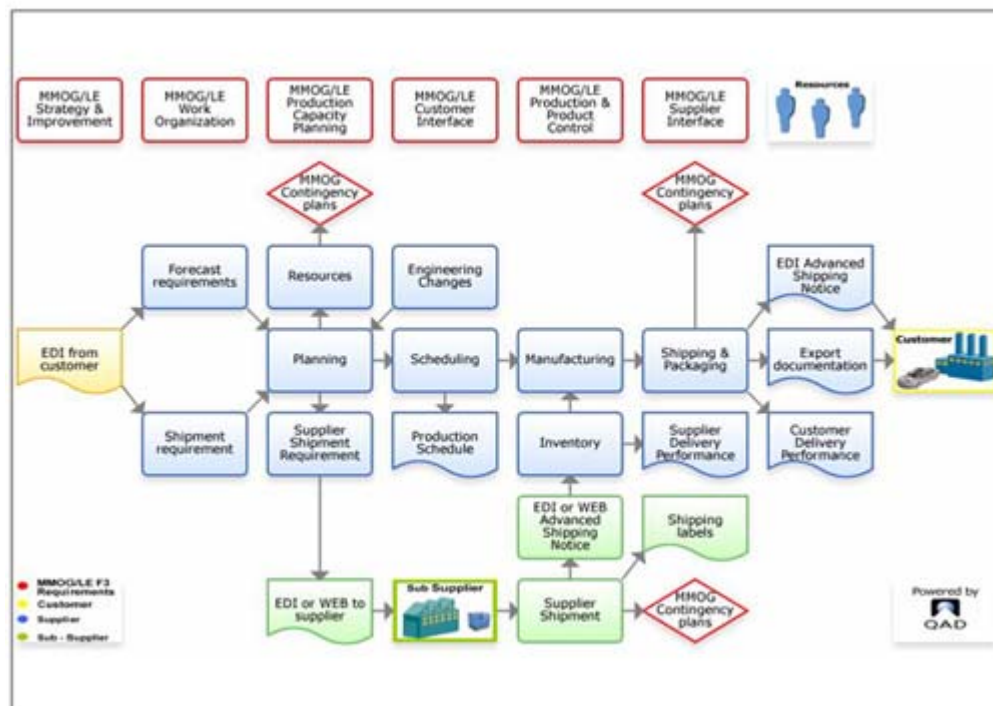 MMOG/LE
Strategy &
Improvement
MMOG/LE
Work
Organization
MMOG/LE
Production
Capacity
Planning
MMOG/LE
Customer
Interface
MMOG/LE
Production &
Product
Control
MMOG/LE
Supplier
Interface
Resources
MMOG
Contingency
plans
MMOG
Contingency
plans
Forecast
requirements
Resources
Engineering
Changes
EDI Advanced
Shipping
Notice
EDI from
customer
Planning
Scheduling
Manufacturing
Shipping &
Packaging
Export
documentation
Customer
Shipment
requirement
Supplier
Shipment
Requirement
Production
Schedule
Inventory
Supplier
Delivery
Performance
Customer
Delivery
Performance
EDI or WEB
Advanced
Shipping
Notice
Shipping
labels
MMOG/LE F3
Requirements
Customer
Supplier
Sub - Supplier
EDI or WEB to
supplier
Sub Supplier
Supplier
Shipment
MMOG
Contingency
plans
Powered by
QAD